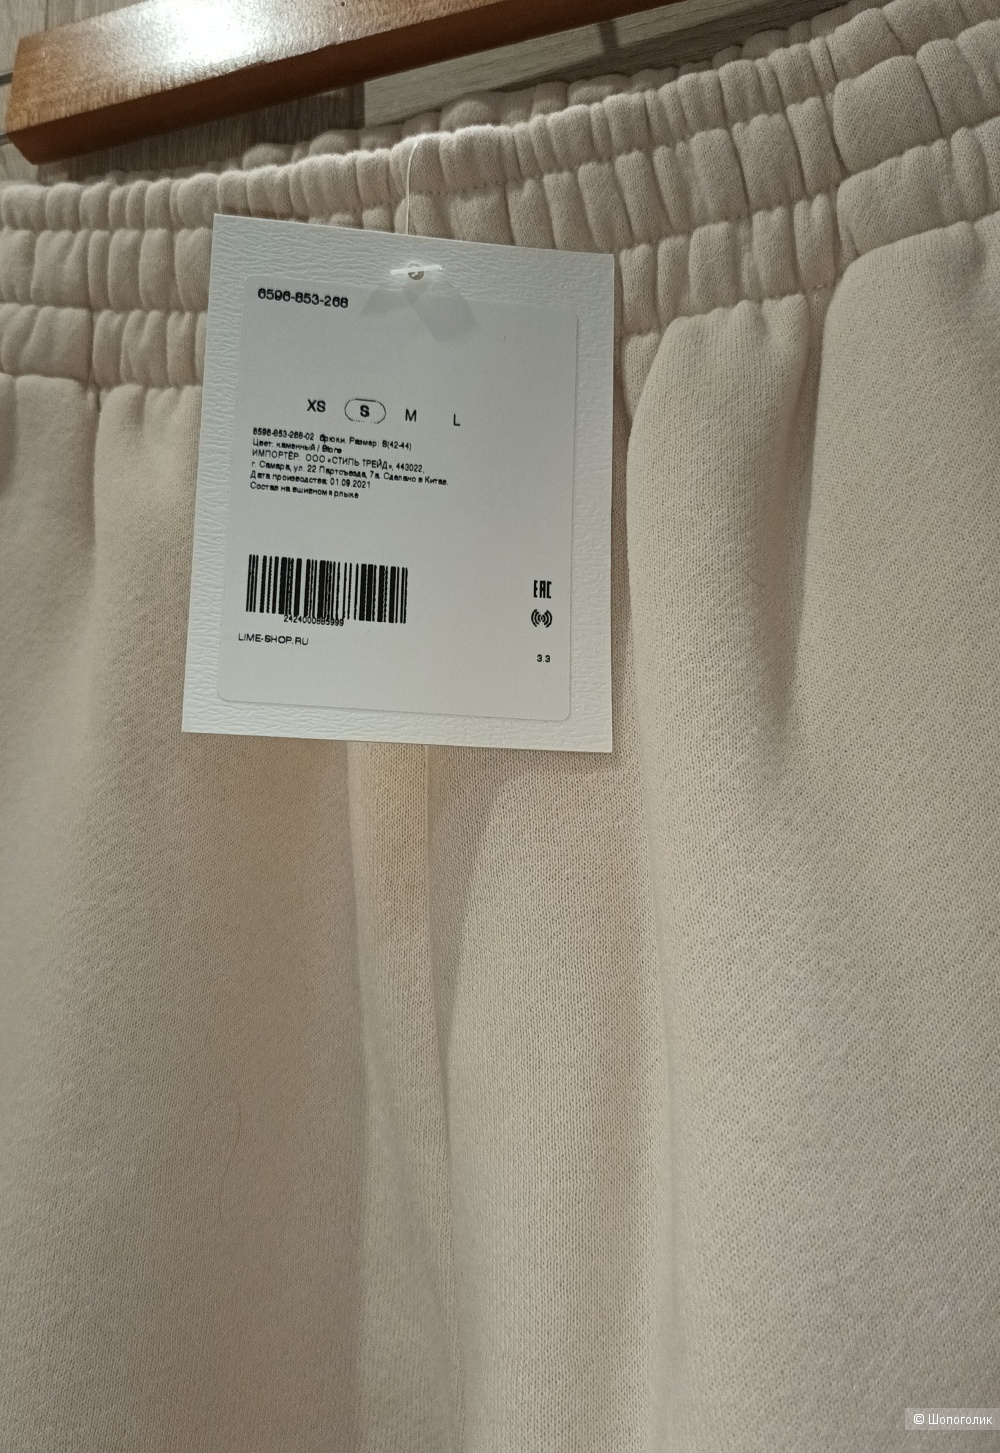 6596-853-268
XS S M L
6596-853-268-02 брюки. Размер: S(42-44)
Цвет: каменный / Stone
ИМПОРТЁР: ООО «СТИЛЬ ТРЕЙД», 443022,
г. Самара, ул. 22 Партсъезда, 7а. Сделано в Китае.
Дата производства: 01.09.2021
Состав на вшивном ярлыке
2424000885999
LIME-SHOP.RU
EAC
3.3
© Шопоголик